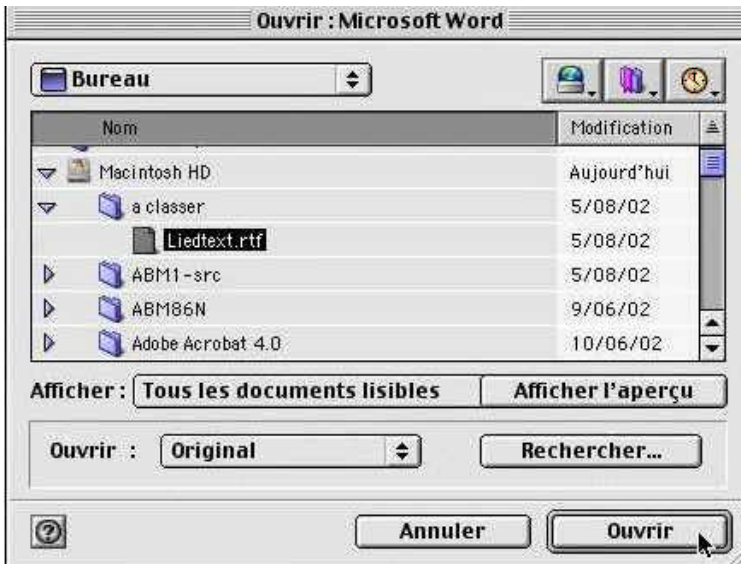 Ouvrir : Microsoft Word
Bureau
Nom Modification
Macintosh HD Aujourd'hui
a classer 5/08/02
Liedtext.rtf 5/08/02
ABM1-src 5/08/02
ABM86N 9/06/02
Adobe Acrobat 4.0 10/06/02
Afficher : Tous les documents lisibles Afficher l'aperçu
Ouvrir : Original Rechercher...
? Annuler Ouvrir